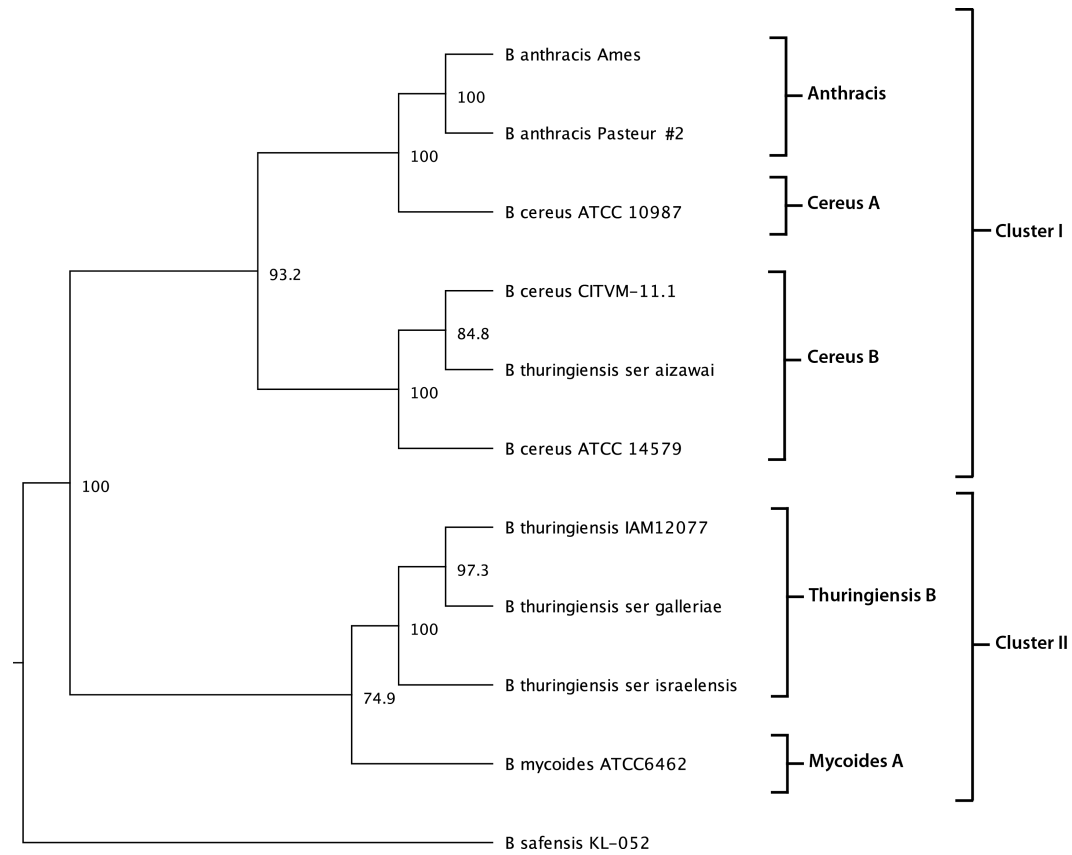 B anthracis Ames
100
Anthracis
B anthracis Pasteur #2
100
B cereus ATCC 10987
Cereus A
Cluster I
93.2
B cereus CITVM-11.1
84.8
Cereus B
B thuringiensis ser aizawai
100
B cereus ATCC 14579
100
B thuringiensis IAM12077
97.3
Thuringiensis B
B thuringiensis ser galleriae
100
Cluster II
B thuringiensis ser israelensis
74.9
B mycoides ATCC6462
Mycoides A
B safensis KL-052